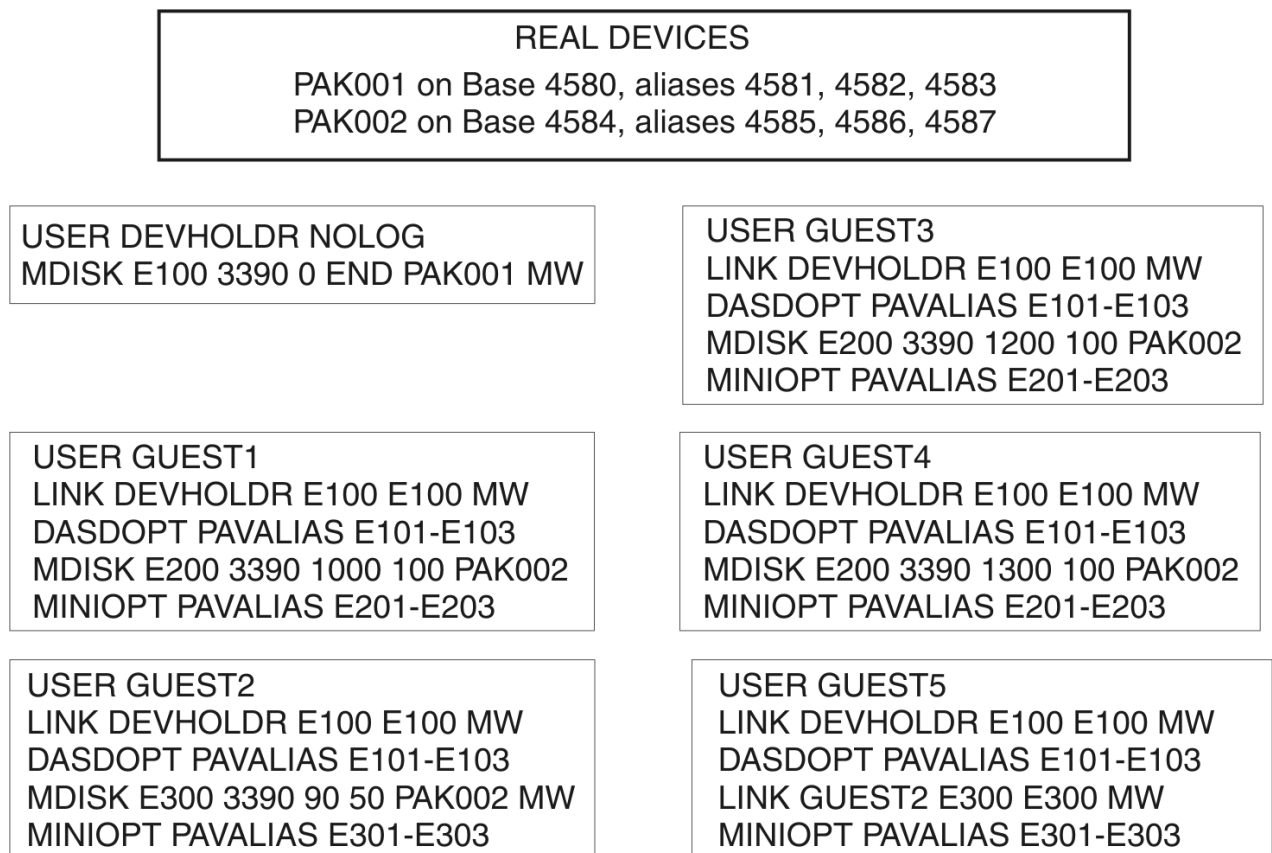 REAL DEVICES
PAK001 on Base 4580, aliases 4581, 4582, 4583
PAK002 on Base 4584, aliases 4585, 4586, 4587
USER DEVHOLDR NOLOG
MDISK E100 3390 0 END PAK001 MW
USER GUEST3
LINK DEVHOLDR E100 E100 MW
DASDOPT PAVALIAS E101-E103
MDISK E200 3390 1200 100 PAK002
MINIOPT PAVALIAS E201-E203
USER GUEST1
LINK DEVHOLDR E100 E100 MW
DASDOPT PAVALIAS E101-E103
MDISK E200 3390 1000 100 PAK002
MINIOPT PAVALIAS E201-E203
USER GUEST4
LINK DEVHOLDR E100 E100 MW
DASDOPT PAVALIAS E101-E103
MDISK E200 3390 1300 100 PAK002
MINIOPT PAVALIAS E201-E203
USER GUEST2
LINK DEVHOLDR E100 E100 MW
DASDOPT PAVALIAS E101-E103
MDISK E300 3390 90 50 PAK002 MW
MINIOPT PAVALIAS E301-E303
USER GUEST5
LINK DEVHOLDR E100 E100 MW
DASDOPT PAVALIAS E101-E103
LINK GUEST2 E300 E300 MW
MINIOPT PAVALIAS E301-E303